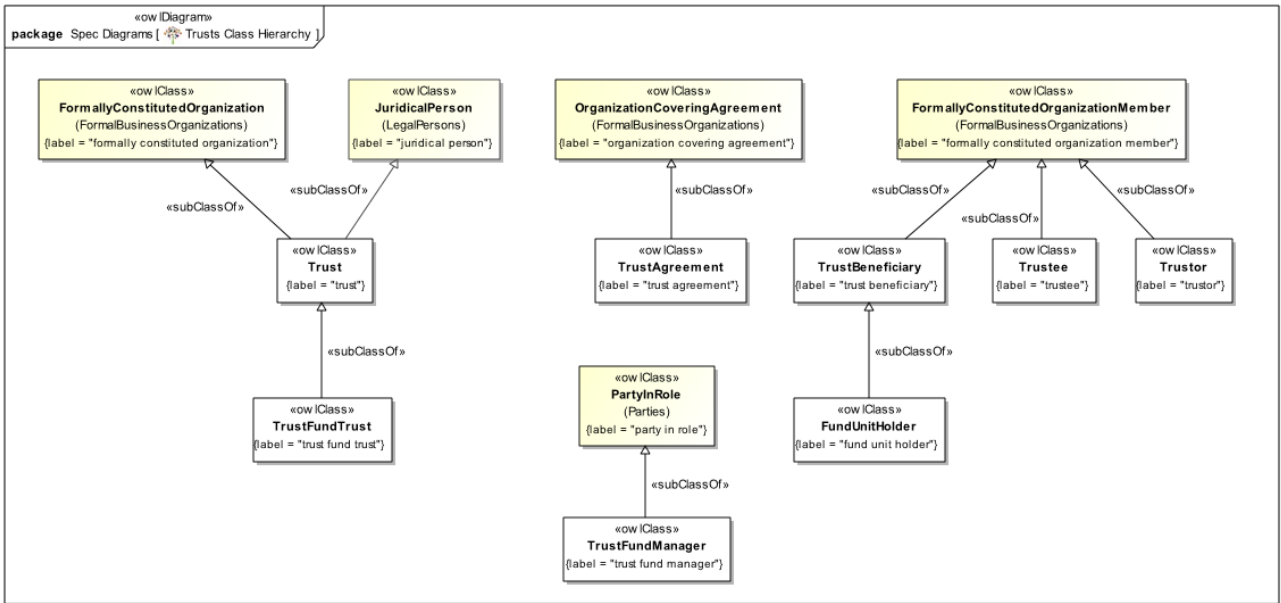 «owlDiagram»
package Spec Diagrams [ Trusts Class Hierarchy ]
«owlClass»
FormallyConstitutedOrganization
(FormalBusinessOrganizations)
{label = "formally constituted organization"}
«owlClass»
JuridicalPerson
(LegalPersons)
{label = "juridical person"}
«owlClass»
OrganizationCoveringAgreement
(FormalBusinessOrganizations)
{label = "organization covering agreement"}
«owlClass»
FormallyConstitutedOrganizationMember
(FormalBusinessOrganizations)
{label = "formally constituted organization member"}
«subClassOf»
«subClassOf»
«subClassOf»
«subClassOf»
«subClassOf»
«subClassOf»
«owlClass»
Trust
{label = "trust"}
«owlClass»
TrustAgreement
{label = "trust agreement"}
«owlClass»
TrustBeneficiary
{label = "trust beneficiary"}
«owlClass»
Trustee
{label = "trustee"}
«owlClass»
Trustor
{label = "trustor"}
«subClassOf»
«subClassOf»
«owlClass»
PartyInRole
(Parties)
{label = "party in role"}
«owlClass»
TrustFundTrust
{label = "trust fund trust"}
«owlClass»
FundUnitHolder
{label = "fund unit holder"}
«subClassOf»
«owlClass»
TrustFundManager
{label = "trust fund manager"}